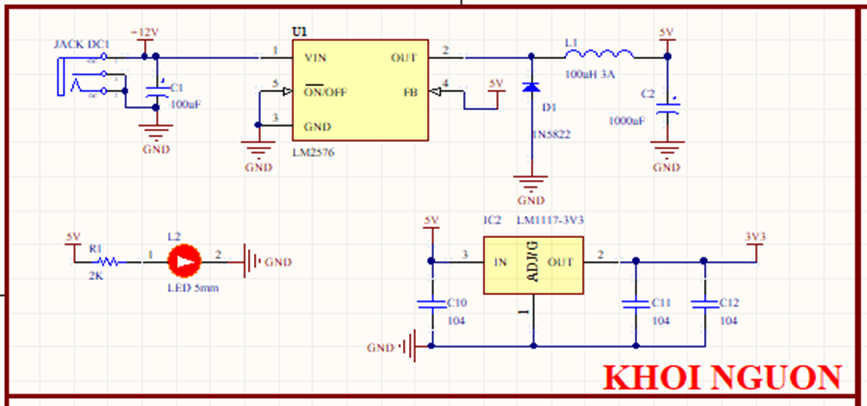 JACK DC1
+12V
C1
100uF
GND
U1
1
VIN
OUT
2
5
ON/OFF
FB
4
5V
3
GND
LM2576
GND
L1
100uH 3A
5V
D1
1N5822
GND
C2
1000uF
GND
5V
R1
2K
1
L2
2
LED 5mm
GND
5V
IC2
LM1117-3V3
3
IN
ADJ/G
OUT
2
3V3
1
C10
104
C11
104
C12
104
GND
KHOI NGUON